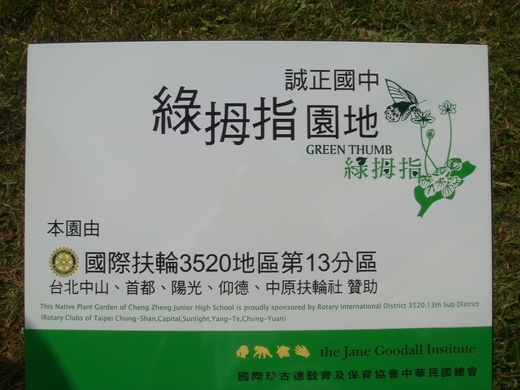 誠正國中
綠拇指園地
GREEN THUMB
綠拇指
本園由
國際扶輪3520地區第13分區
台北中山、首都、陽光、仰德、中原扶輪社 贊助
This Native Plant Garden of Cheng Zheng Junior High School is proudly sponsored by Rotary International District 3520:13th Sub District
(Rotary Clubs of Taipei Chung-Shan,Capital,Sunlight,Yang-Te,Chung-Yuan)
the Jane Goodall Institute
國際珍古德教育及保育協會中華民國總會